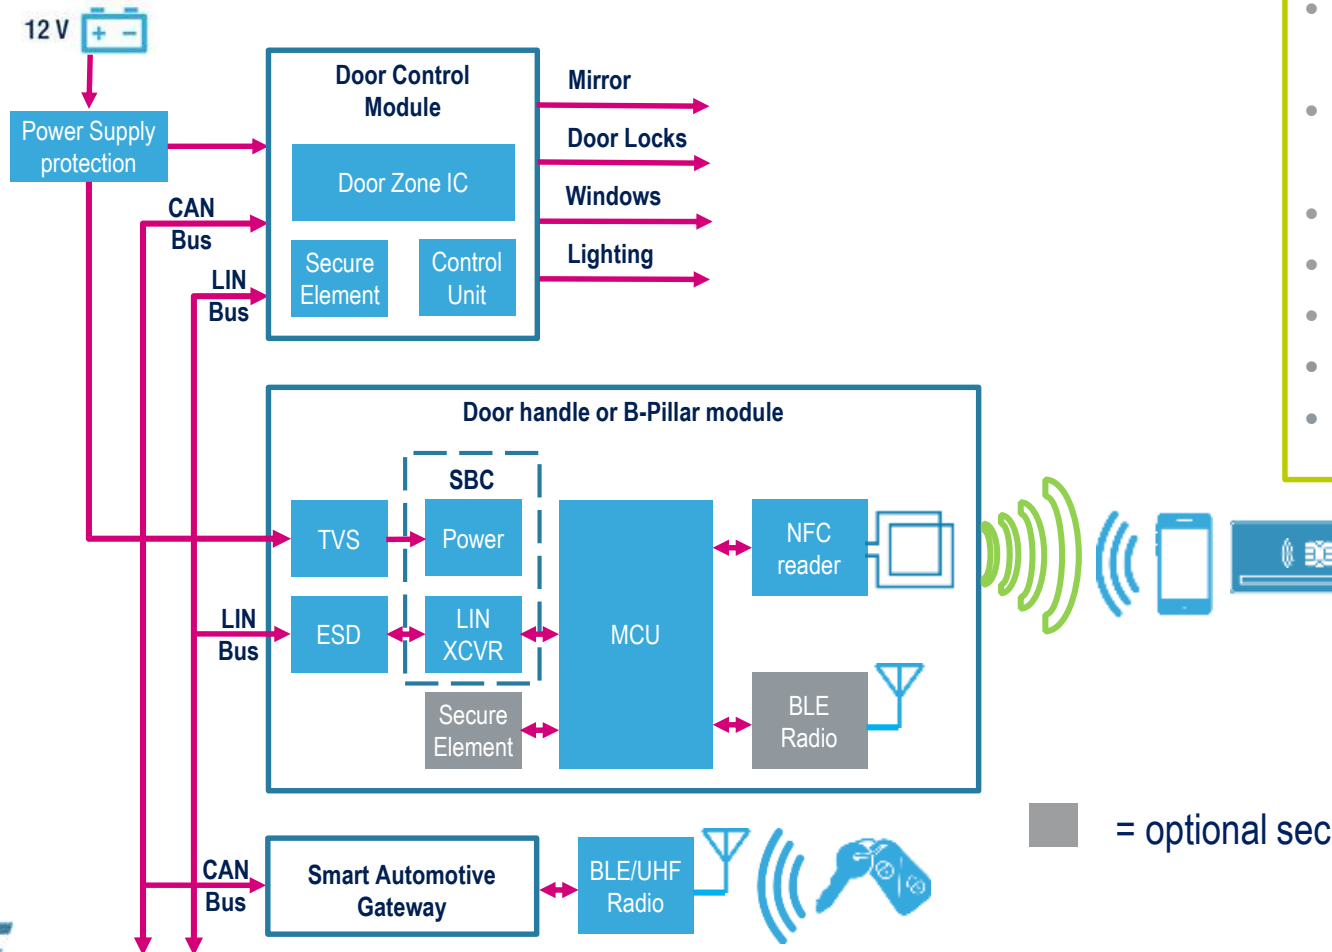 12 V
Power Supply
protection
CAN
Bus
LIN
Bus
Door Control
Module
Door Zone IC
Secure
Element
Control
Unit
Mirror
Door Locks
Windows
Lighting
Door handle or B-Pillar module
SBC
TVS
Power
NFC
reader
LIN
Bus
ESD
LIN
XCVR
MCU
Secure
Element
BLE
Radio
= optional sec
CAN
Bus
Smart Automotive
Gateway
BLE/UHF
Radio